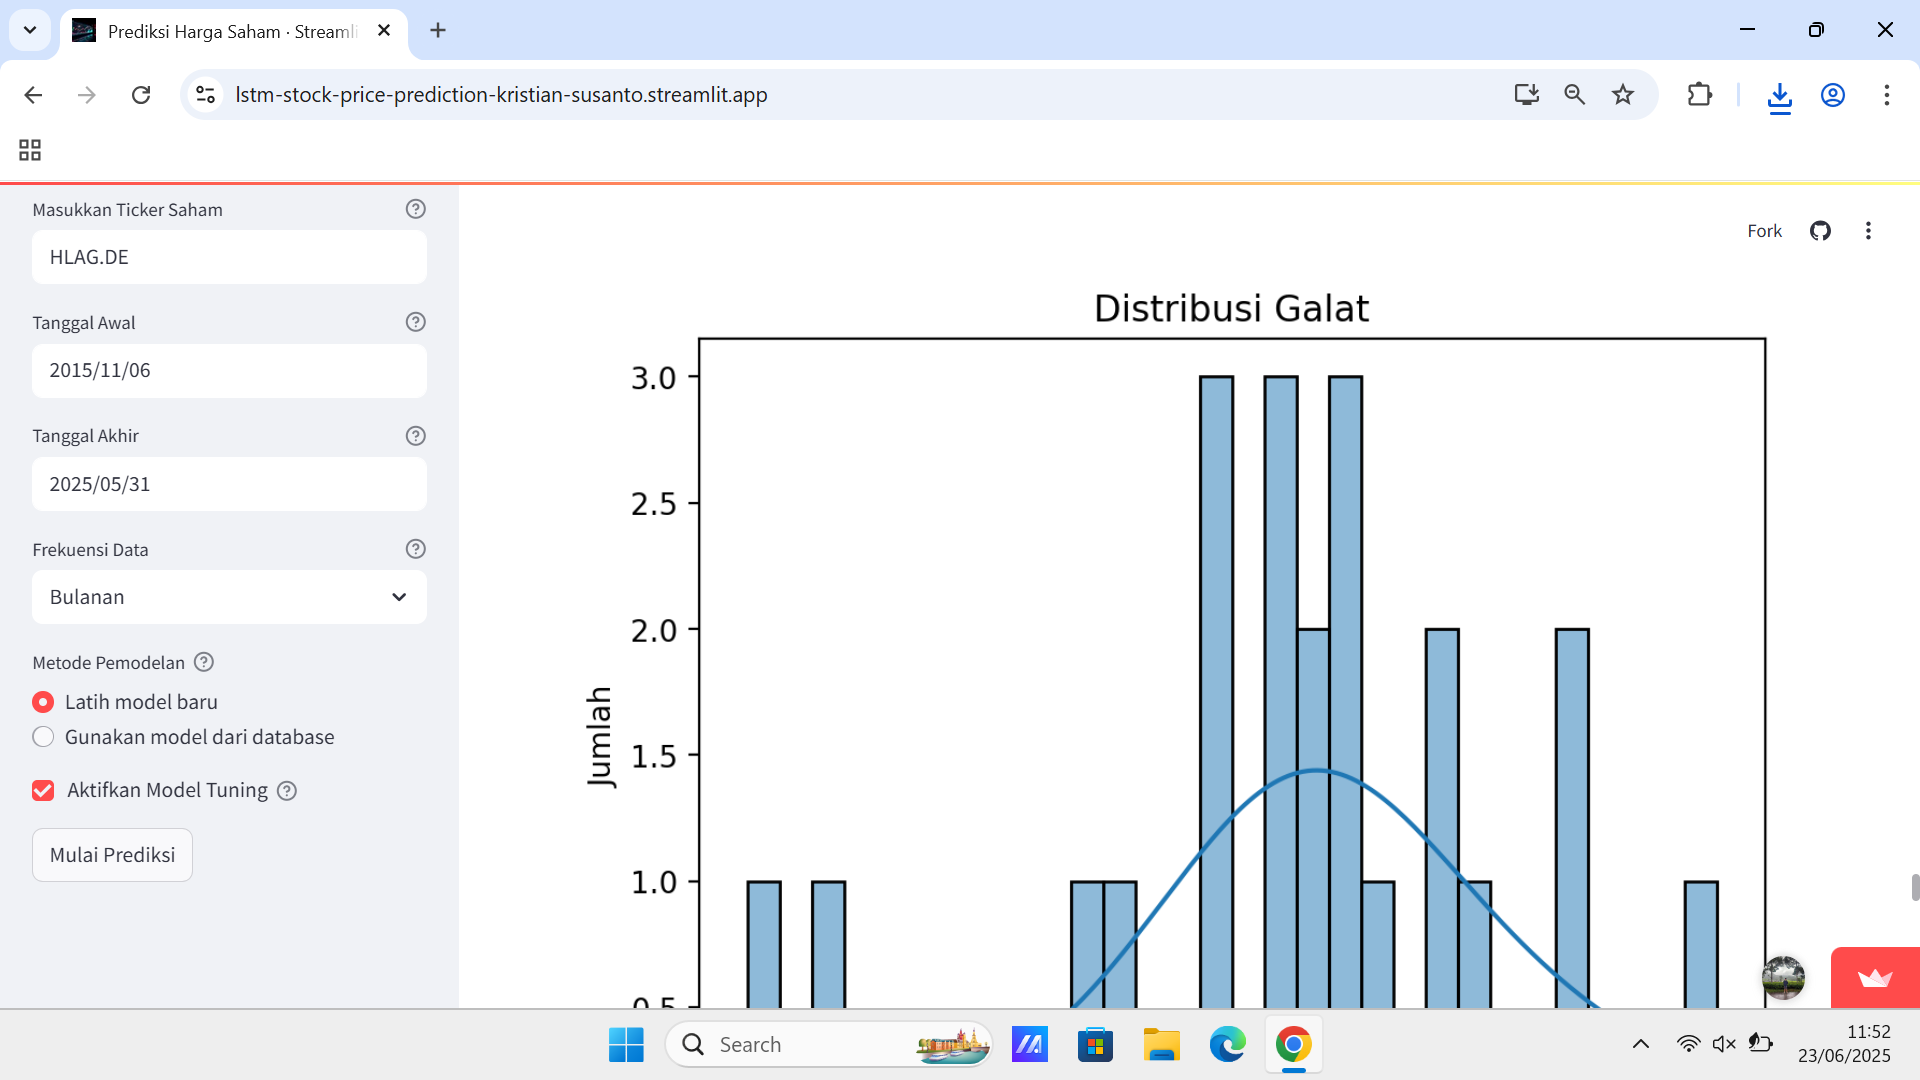 Prediksi Harga Saham · Streamli
lstm-stock-price-prediction-kristian-susanto.streamlit.app
Masukkan Ticker Saham
HLAG.DE
Tanggal Awal
2015/11/06
Tanggal Akhir
2025/05/31
Frekuensi Data
Bulanan
Metode Pemodelan
Latih model baru
Gunakan model dari database
Aktifkan Model Tuning
Mulai Prediksi
Fork
Distribusi Galat
3.0
2.5
2.0
1.5
1.0
0.5
Jumlah
Search
11:52
23/06/2025